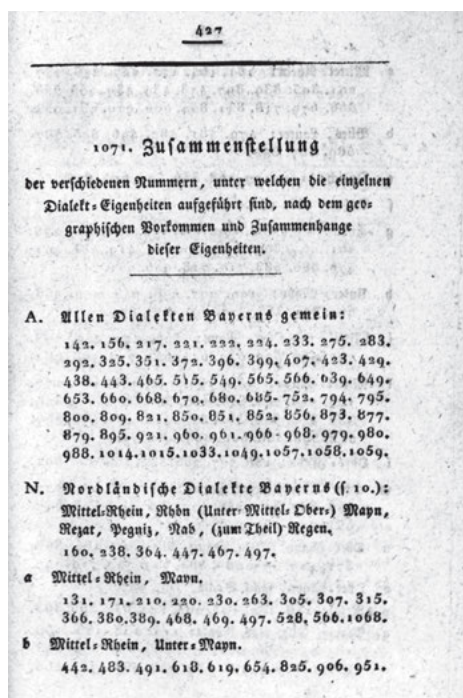 427
1071. Zusammenstellung
der verschiedenen Nummern, unter welchen die einzelnen
Dialekt-Eigenheiten aufgeführt sind, nach dem geo-
graphischen Vorkommen und Zusammenhange
dieser Eigenheiten.
A. Allen Dialekten Bayerns gemein:
142. 156. 217. 221. 222. 224. 233. 275. 283.
292. 325. 351. 372. 396. 399. 407. 423. 429.
438. 443. 465. 515. 549. 565. 566. 639. 649.
653. 660. 668. 670. 680. 685- 752. 794. 795.
800. 809. 821. 850. 851. 852. 856. 873. 877.
879. 895. 921. 960. 961. 966-968. 979. 980.
988. 1014. 1015. 1033. 1049. 1057. 1058. 1059.
N. Nordländische Dialekte Bayerns (s. 10.):
Mittel-Rhein, Rhön (Unter-Mittel-Ober-) Mayn,
Rezat, Pegniz, Nab, (zum Theil) Regen.
160. 238. 364. 447. 467. 497.
a Mittel-Rhein, Mayn.
131. 171. 210. 220. 230. 263. 305. 307. 315.
366. 380. 389. 468. 469. 497. 528. 566. 1068.
b Mittel-Rhein, Unter-Mayn.
442. 483. 491. 618. 619. 654. 825. 906. 951.